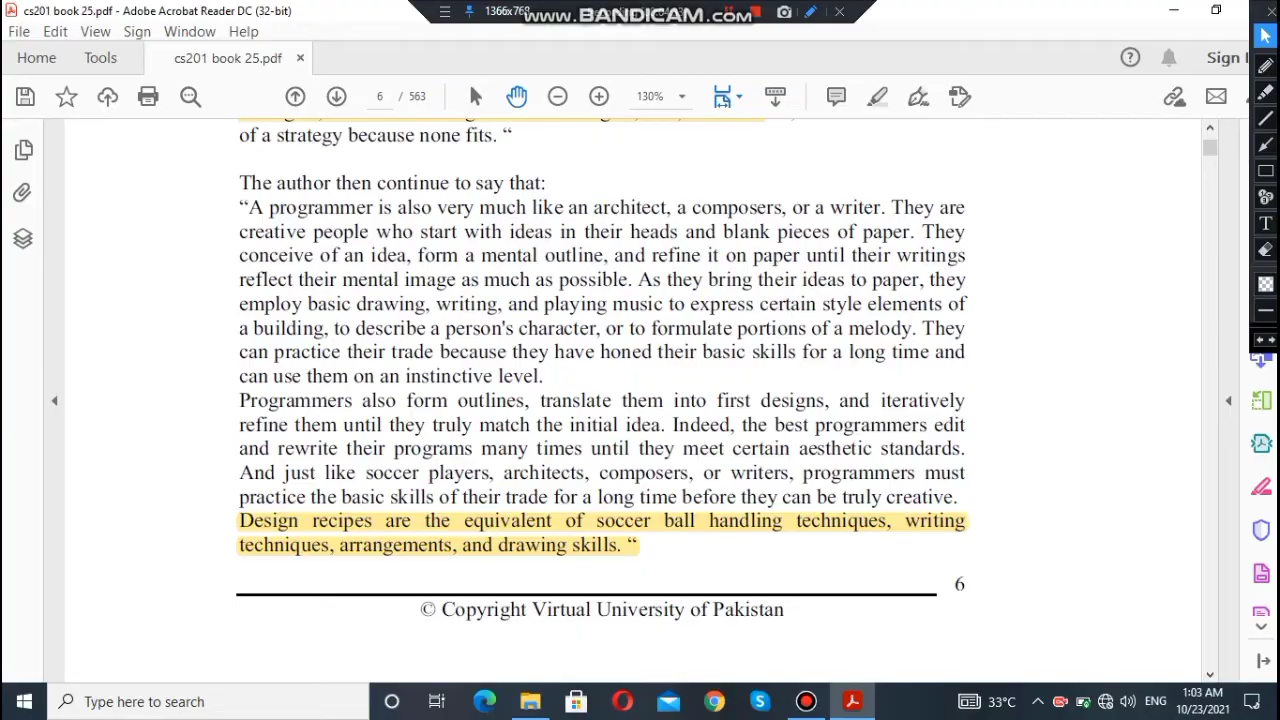 cs201 book 25.pdf - Adobe Acrobat Reader DC (32-bit)
1366x768
www.BANDICAM.com
File Edit View Sign Window Help
Home Tools cs201 book 25.pdf
Sign
6 / 563
130%
of a strategy because none fits. “
The author then continue to say that:
“A programmer is also very much like an architect, a composers, or a writer. They are
creative people who start with ideas in their heads and blank pieces of paper. They
conceive of an idea, form a mental outline, and refine it on paper until their writings
reflect their mental image as much as possible. As they bring their ideas to paper, they
employ basic drawing, writing, and playing music to express certain style elements of
a building, to describe a person's character, or to formulate portions of a melody. They
can practice their trade because they have honed their basic skills for a long time and
can use them on an instinctive level.
Programmers also form outlines, translate them into first designs, and iteratively
refine them until they truly match the initial idea. Indeed, the best programmers edit
and rewrite their programs many times until they meet certain aesthetic standards.
And just like soccer players, architects, composers, or writers, programmers must
practice the basic skills of their trade for a long time before they can be truly creative.
Design recipes are the equivalent of soccer ball handling techniques, writing
techniques, arrangements, and drawing skills. “
6
© Copyright Virtual University of Pakistan
Type here to search
33°C
ENG
1:03 AM
10/23/2021